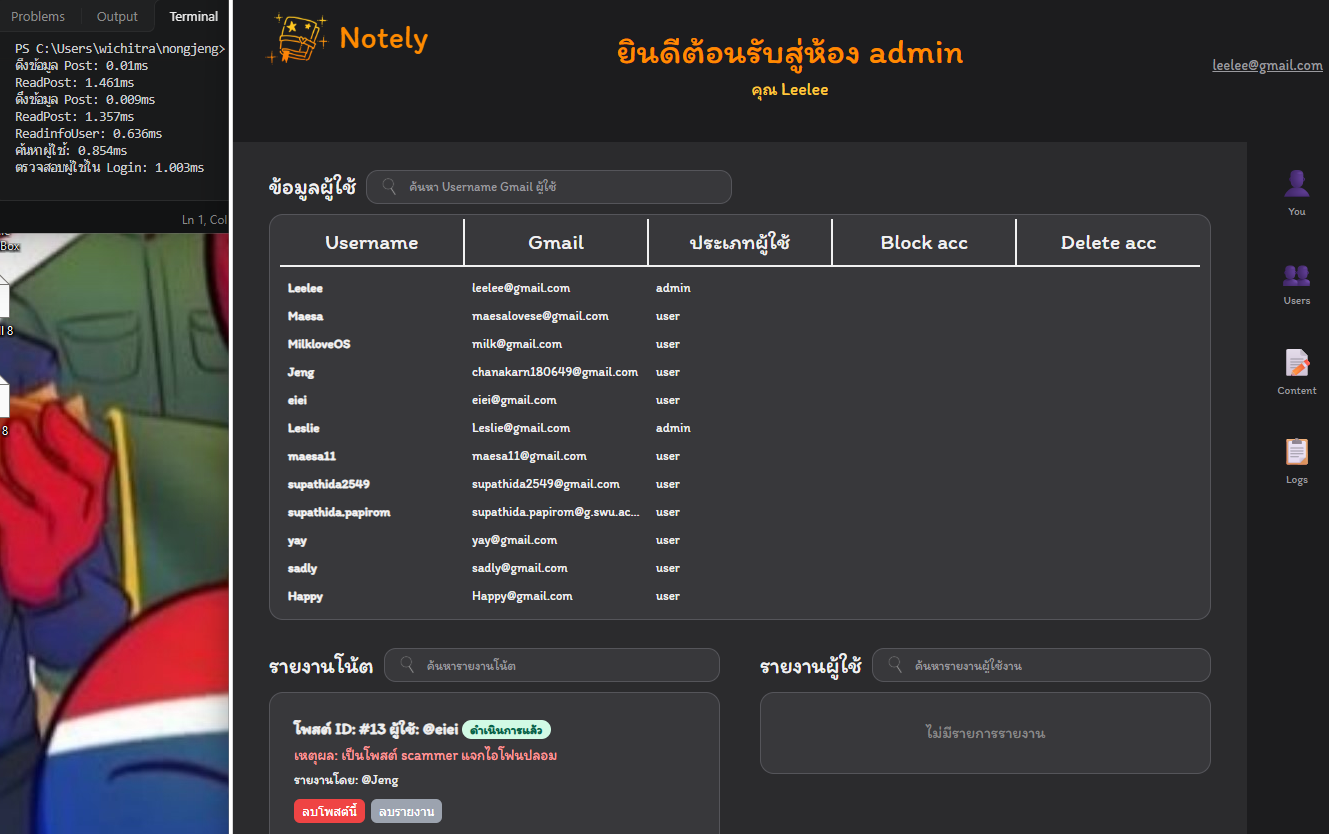 Problems Output Terminal
PS C:\Users\wichitra\nongjeng>
ดึงข้อมูล Post: 0.01ms
ReadPost: 1.461ms
ดึงข้อมูล Post: 0.009ms
ReadPost: 1.357ms
ReadinfoUser: 0.636ms
ค้นหาผู้ใช้: 0.854ms
ตรวจสอบผู้ใช้ใน Login: 1.003ms
Ln 1, Col
Box
8
8
Notely
ยินดีต้อนรับสู่ห้อง admin
คุณ Leelee
leelee@gmail.com
ข้อมูลผู้ใช้ ค้นหา Username Gmail ผู้ใช้
Username Gmail ประเภทผู้ใช้ Block acc Delete acc
Leelee leelee@gmail.com admin
Maesa maesalovese@gmail.com user
MilkloveOS milk@gmail.com user
Jeng chanakarn180649@gmail.com user
eiei eiei@gmail.com user
Leslie Leslie@gmail.com admin
maesa11 maesa11@gmail.com user
supathida2549 supathida2549@gmail.com user
supathida.papirom supathida.papirom@g.swu.ac... user
yay yay@gmail.com user
sadly sadly@gmail.com user
Happy Happy@gmail.com user
You
Users
Content
Logs
รายงานโน้ต ค้นหารายงานโน้ต
โพสต์ ID: #13 ผู้ใช้: @eiei ดำเนินการแล้ว
เหตุผล: เป็นโพสต์ scammer แจกไอโฟนปลอม
รายงานโดย: @Jeng
ลบโพสต์นี้ ลบรายงาน
รายงานผู้ใช้ ค้นหารายงานผู้ใช้งาน
ไม่มีรายการรายงาน